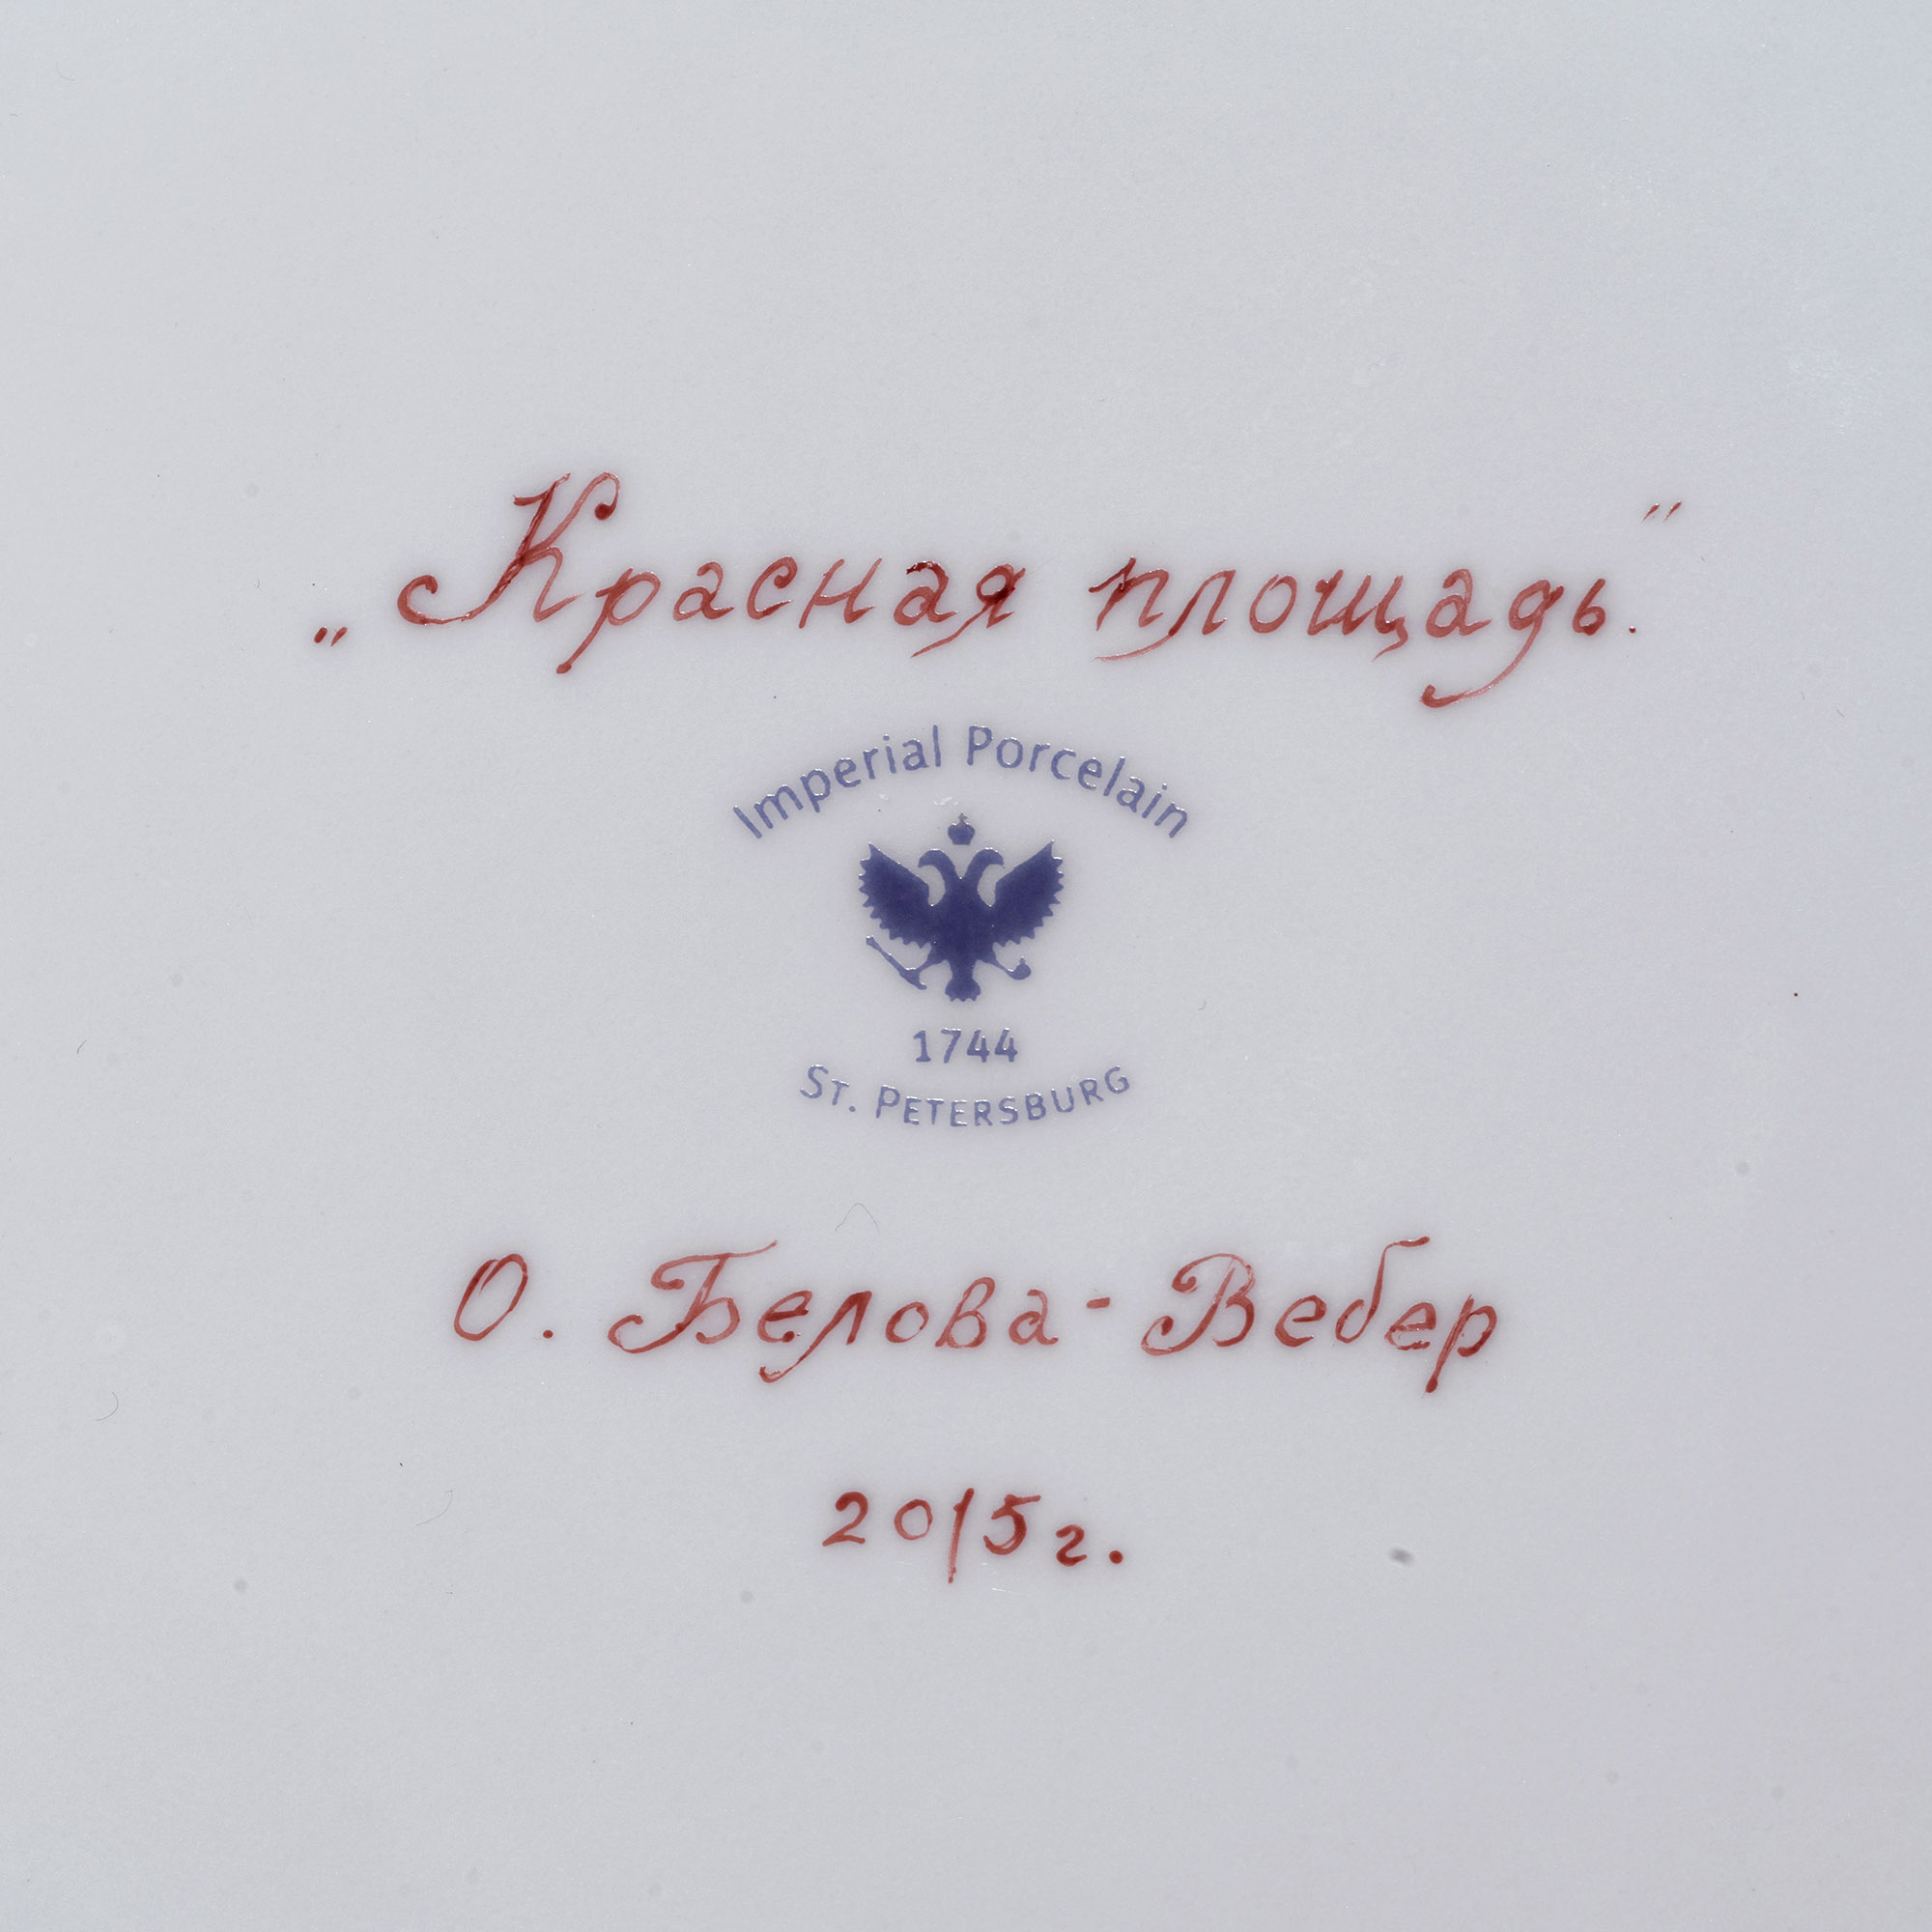 „Красная площадь."
Imperial Porcelain
1744
St. Petersburg
О. Белова-Вебер
2015г.